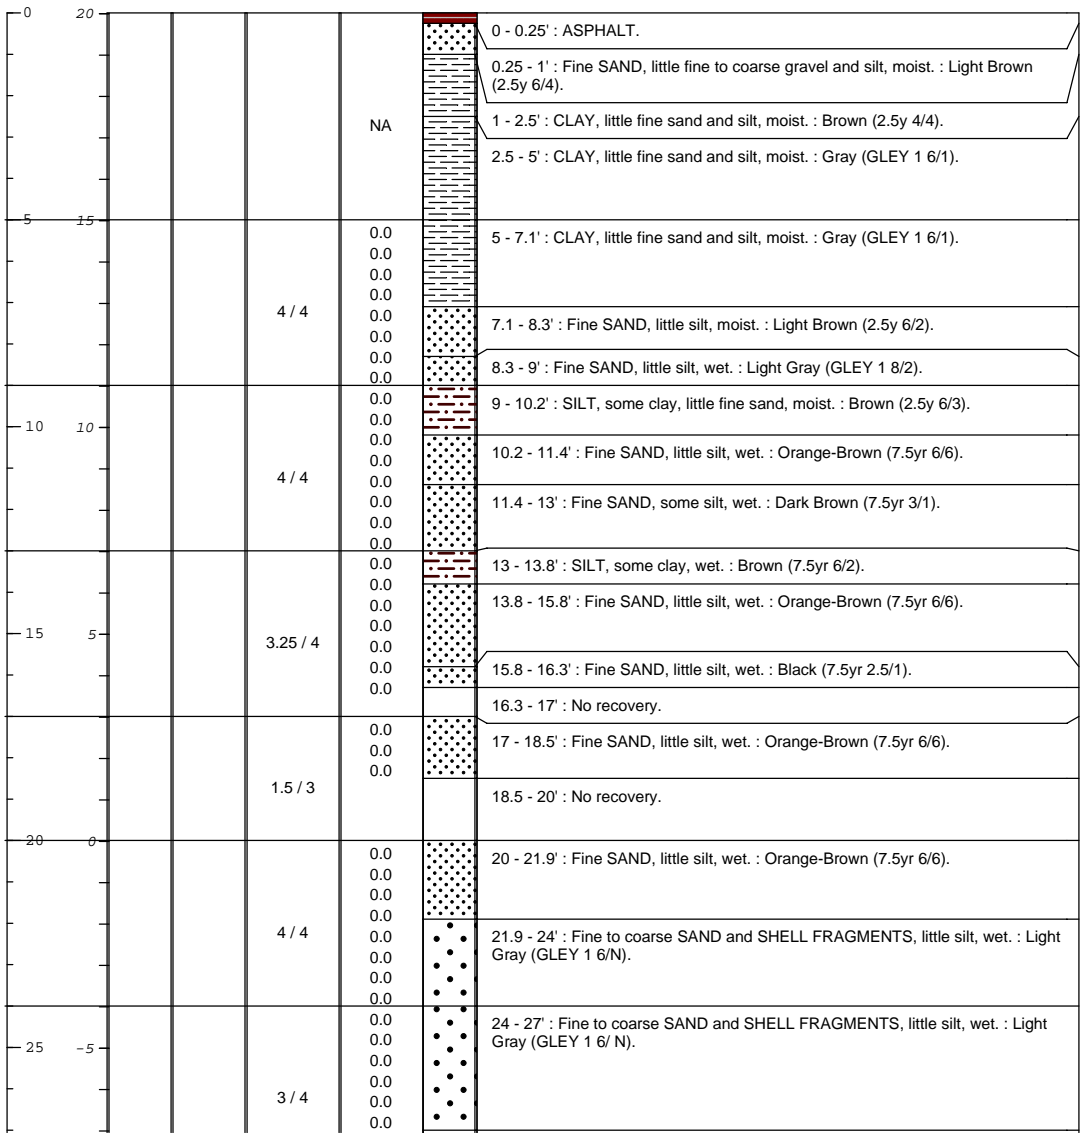 0 20
0 - 0.25' : ASPHALT.
0.25 - 1' : Fine SAND, little fine to coarse gravel and silt, moist. : Light Brown
(2.5y 6/4).
NA
1 - 2.5' : CLAY, little fine sand and silt, moist. : Brown (2.5y 4/4).
2.5 - 5' : CLAY, little fine sand and silt, moist. : Gray (GLEY 1 6/1).
5 15
0.0
5 - 7.1' : CLAY, little fine sand and silt, moist. : Gray (GLEY 1 6/1).
0.0
0.0
0.0
4 / 4
0.0
7.1 - 8.3' : Fine SAND, little silt, moist. : Light Brown (2.5y 6/2).
0.0
0.0
8.3 - 9' : Fine SAND, little silt, wet. : Light Gray (GLEY 1 8/2).
0.0
0.0
9 - 10.2' : SILT, some clay, little fine sand, moist. : Brown (2.5y 6/3).
0.0
10 10
0.0
10.2 - 11.4' : Fine SAND, little silt, wet. : Orange-Brown (7.5yr 6/6).
0.0
4 / 4
0.0
0.0
11.4 - 13' : Fine SAND, some silt, wet. : Dark Brown (7.5yr 3/1).
0.0
0.0
0.0
13 - 13.8' : SILT, some clay, wet. : Brown (7.5yr 6/2).
0.0
13.8 - 15.8' : Fine SAND, little silt, wet. : Orange-Brown (7.5yr 6/6).
0.0
15 5
0.0
3.25 / 4
0.0
0.0
15.8 - 16.3' : Fine SAND, little silt, wet. : Black (7.5yr 2.5/1).
0.0
16.3 - 17' : No recovery.
0.0
17 - 18.5' : Fine SAND, little silt, wet. : Orange-Brown (7.5yr 6/6).
0.0
0.0
1.5 / 3
18.5 - 20' : No recovery.
20 0
0.0
20 - 21.9' : Fine SAND, little silt, wet. : Orange-Brown (7.5yr 6/6).
0.0
0.0
0.0
4 / 4
0.0
21.9 - 24' : Fine to coarse SAND and SHELL FRAGMENTS, little silt, wet. : Light
Gray (GLEY 1 6/N).
0.0
0.0
0.0
0.0
24 - 27' : Fine to coarse SAND and SHELL FRAGMENTS, little silt, wet. : Light
Gray (GLEY 1 6/ N).
0.0
25 -5
0.0
0.0
3 / 4
0.0
0.0